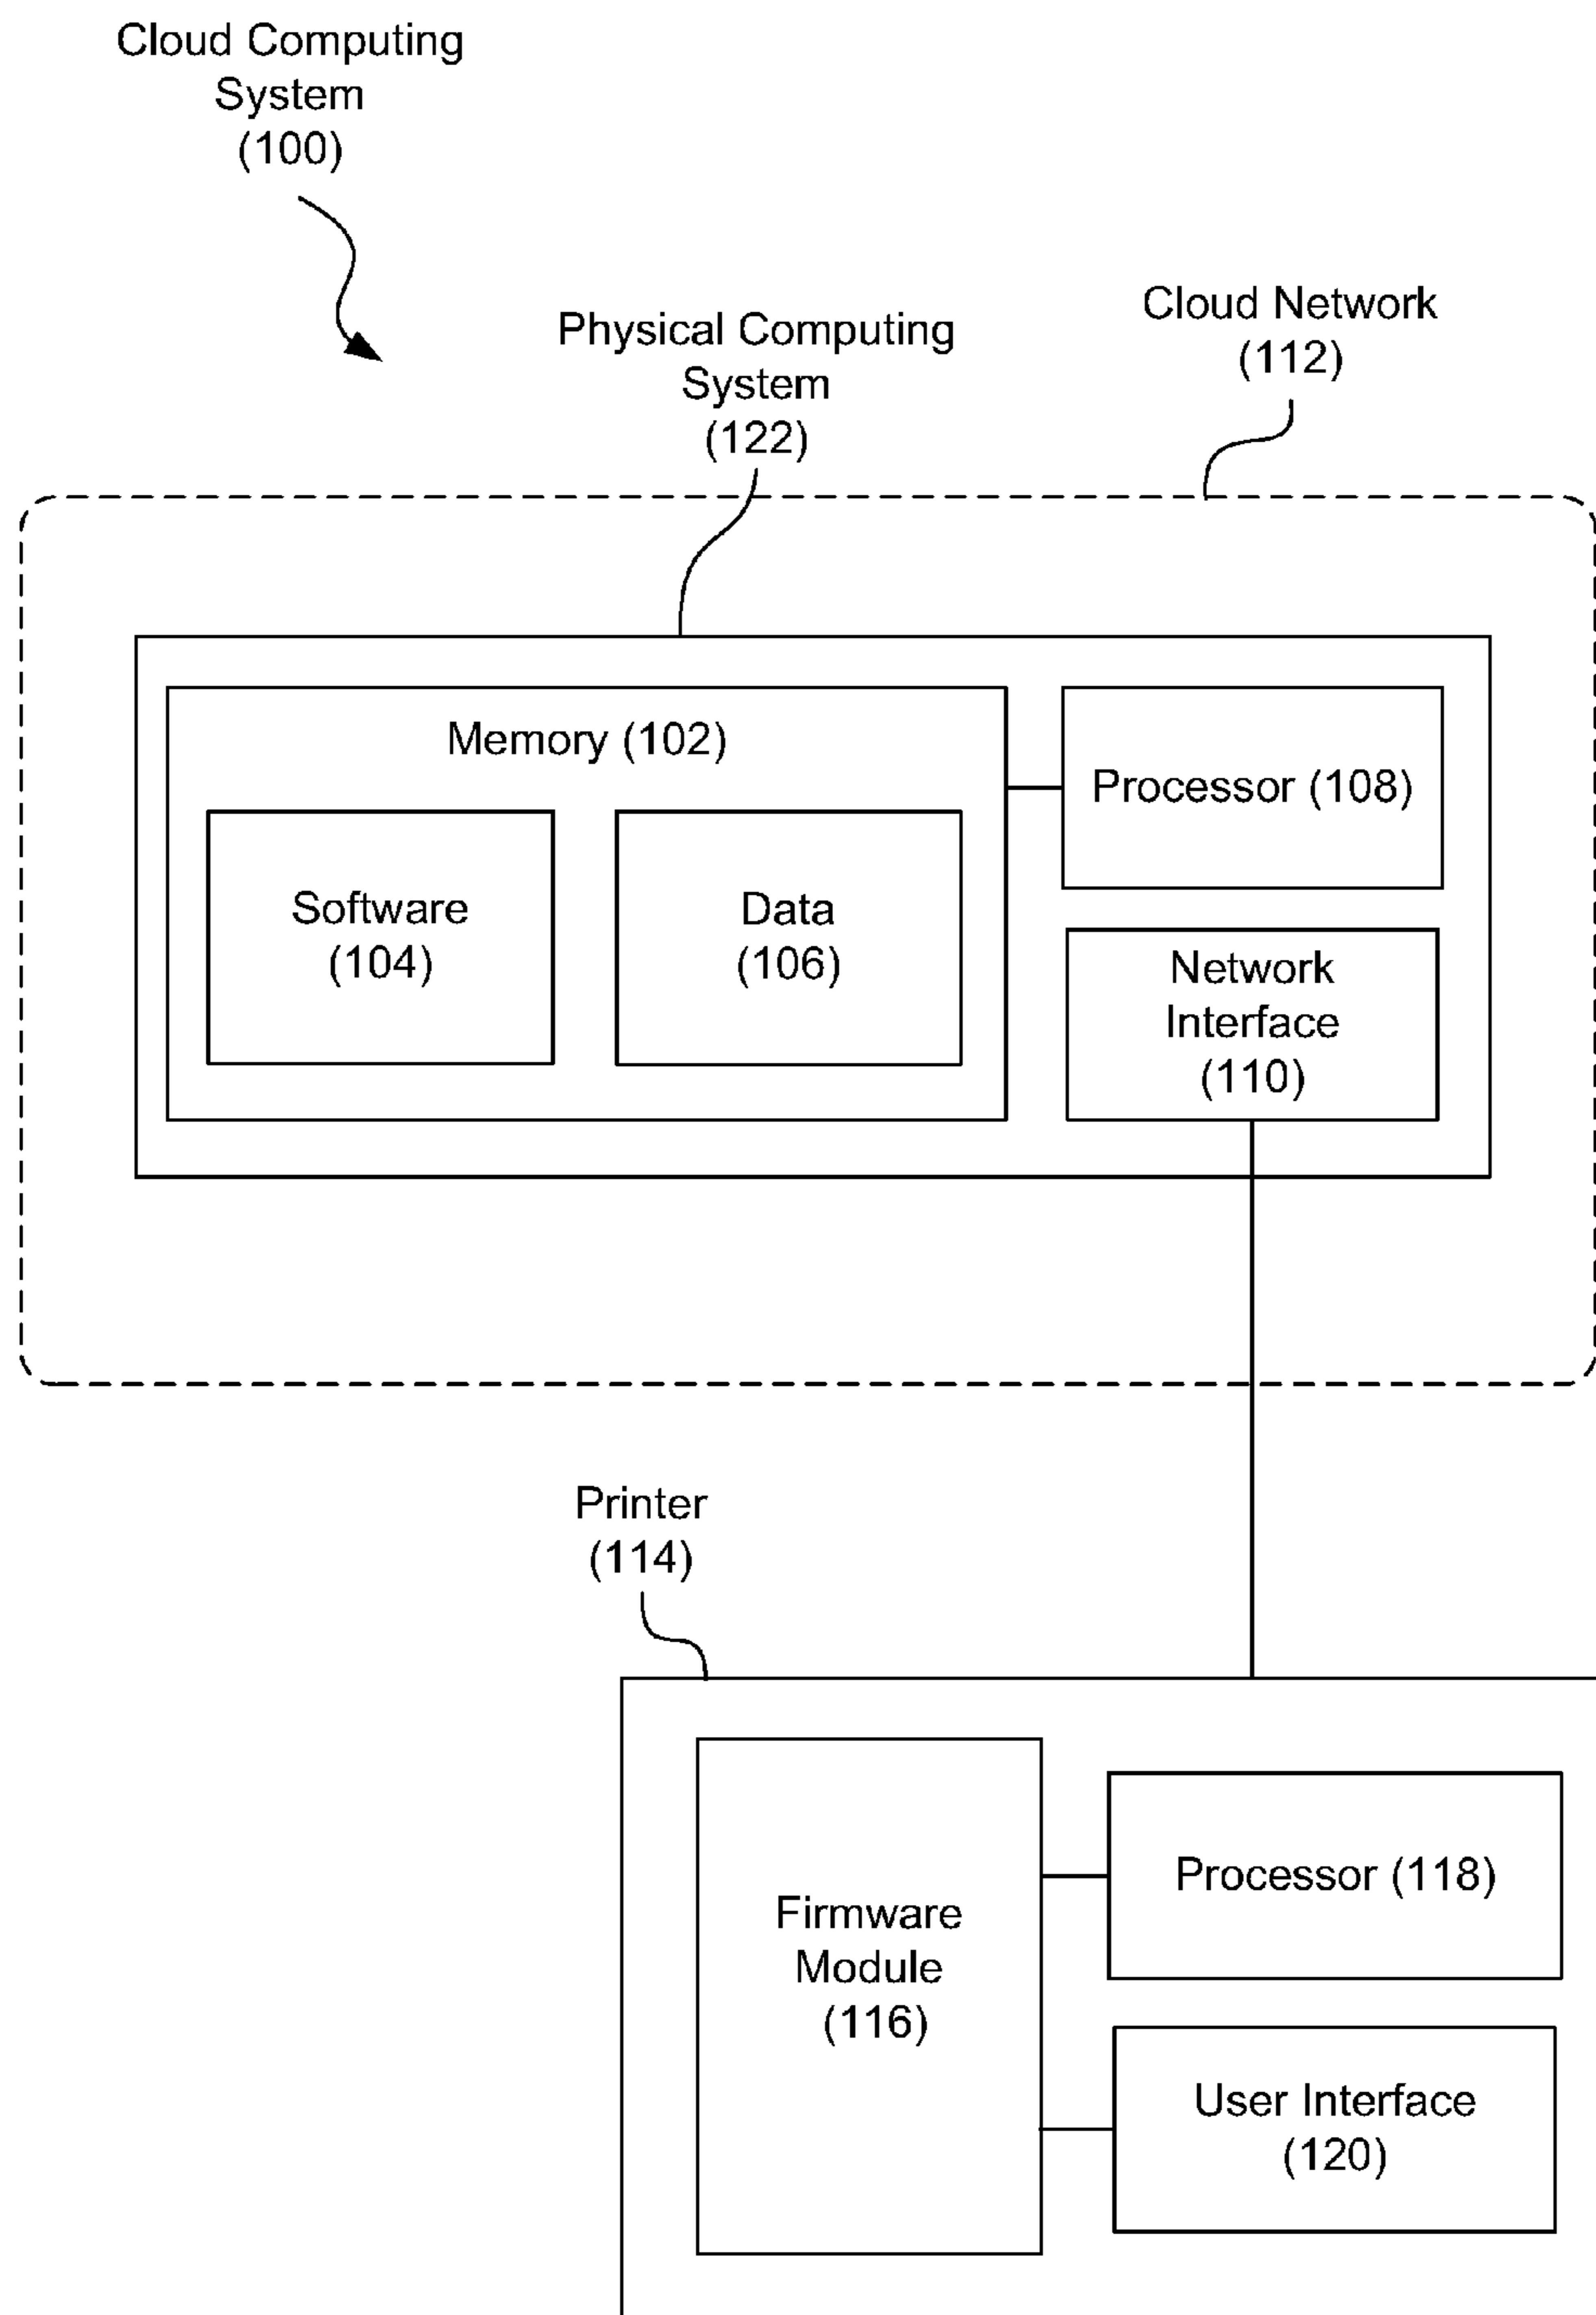 Cloud Computing
System
(100)
Cloud Network
(112)
Physical Computing
System
(122)
Memory (102)
Processor (108)
Software
(104)
Data
(106)
Network
Interface
(110)
Printer
(114)
Processor (118)
Firmware
Module
(116)
User Interface
(120)